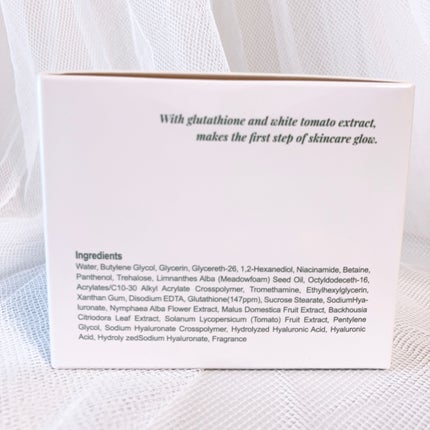 With glutathione and white tomato extract,
makes the first step of skincare glow.
Ingredients
Water, Butylene Glycol, Glycerin, Glycereth-26, 1,2-Hexanediol, Niacinamide, Betaine,
Panthenol, Trehalose, Limnanthes Alba (Meadowfoam) Seed Oil, Octyldodeceth-16,
Acrylates/C10-30 Alkyl Acrylate Crosspolymer, Tromethamine, Ethylhexylglycerin,
Xanthan Gum, Disodium EDTA, Glutathione(147ppm), Sucrose Stearate, SodiumHya-
luronate, Nymphaea Alba Flower Extract, Malus Domestica Fruit Extract, Backhousia
Citriodora Leaf Extract, Solanum Lycopersicum (Tomato) Fruit Extract, Pentylene
Glycol, Sodium Hyaluronate Crosspolymer, Hydrolyzed Hyaluronic Acid, Hyaluronic
Acid, Hydroly zedSodium Hyaluronate, Fragrance